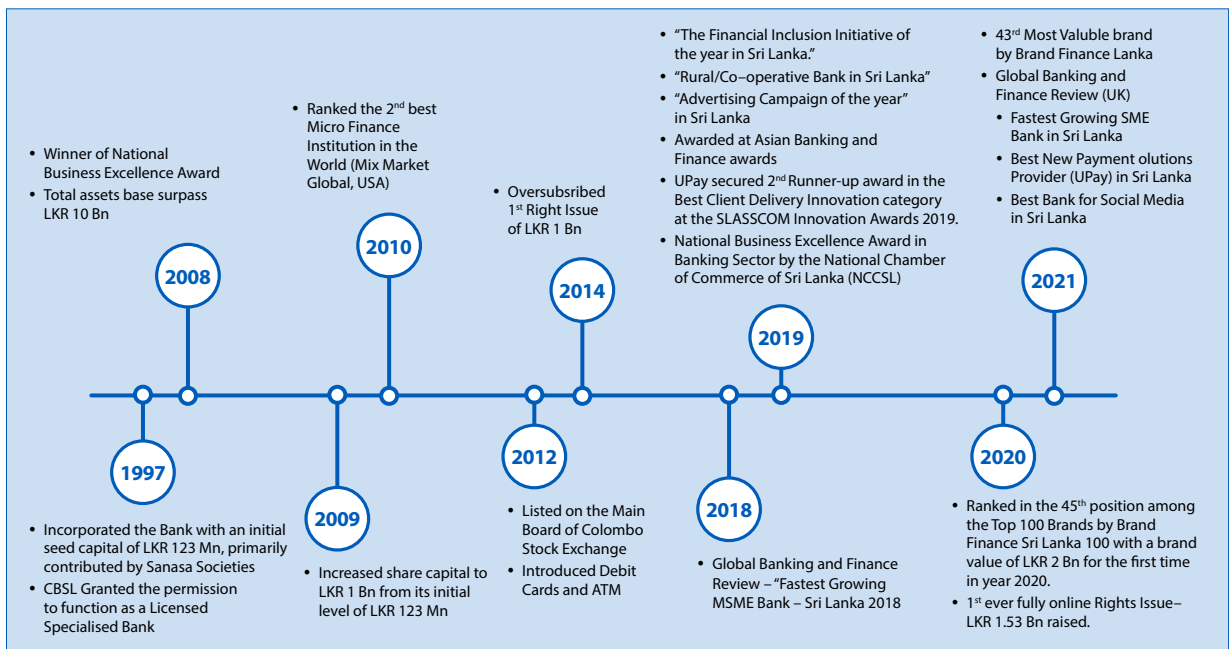 • Winner of National
Business Excellence Award
• Total assets base surpass
LKR 10 Bn
2008
• Ranked the 2nd best
Micro Finance
Institution in the
World (Mix Market
Global, USA)
2010
• Oversubsribed
1st Right Issue
of LKR 1 Bn
2014
• “The Financial Inclusion Initiative of
the year in Sri Lanka.”
• “Rural/Co–operative Bank in Sri Lanka”
• “Advertising Campaign of the year”
in Sri Lanka
• Awarded at Asian Banking and
Finance awards
• UPay secured 2nd Runner-up award in the
Best Client Delivery Innovation category
at the SLASSCOM Innovation Awards 2019.
• National Business Excellence Award in
Banking Sector by the National Chamber
of Commerce of Sri Lanka (NCCSL)
2019
• 43rd Most Valuble brand
by Brand Finance Lanka
• Global Banking and
Finance Review (UK)
• Fastest Growing SME
Bank in Sri Lanka
• Best New Payment olutions
Provider (UPay) in Sri Lanka
• Best Bank for Social Media
in Sri Lanka
2021
1997
• Incorporated the Bank with an initial
seed capital of LKR 123 Mn, primarily
contributed by Sanasa Societies
• CBSL Granted the permission
to function as a Licensed
Specialised Bank
2009
• Increased share capital to
LKR 1 Bn from its initial
level of LKR 123 Mn
2012
• Listed on the Main
Board of Colombo
Stock Exchange
• Introduced Debit
Cards and ATM
2018
• Global Banking and Finance
Review – “Fastest Growing
MSME Bank – Sri Lanka 2018
2020
• Ranked in the 45th position among
the Top 100 Brands by Brand
Finance Sri Lanka 100 with a brand
value of LKR 2 Bn for the first time
in year 2020.
• 1st ever fully online Rights Issue–
LKR 1.53 Bn raised.